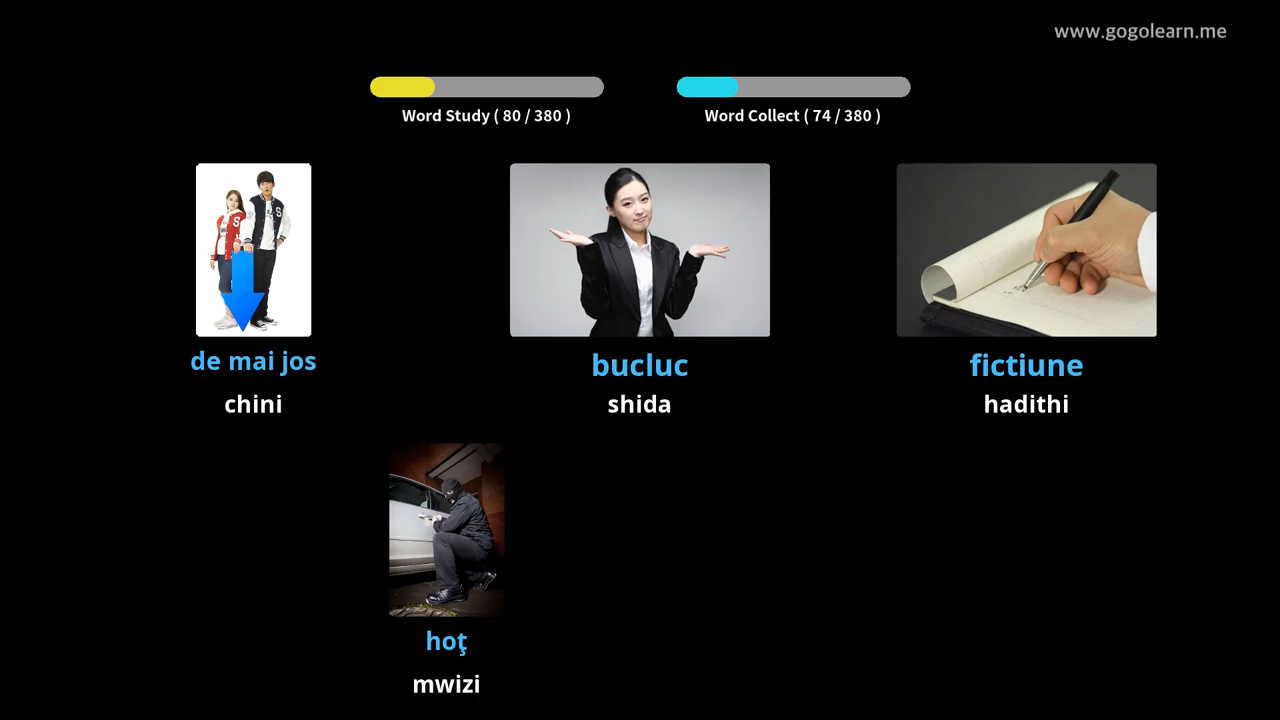 www.gogolearn.me
Word Study ( 80 / 380 )
Word Collect ( 74 / 380 )
de mai jos
chini
bucluc
shida
fictiune
hadithi
hoţ
mwizi